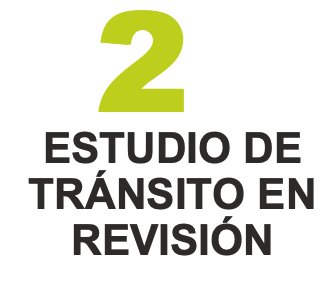 2
ESTUDIO DE
TRÁNSITO EN
REVISIÓN